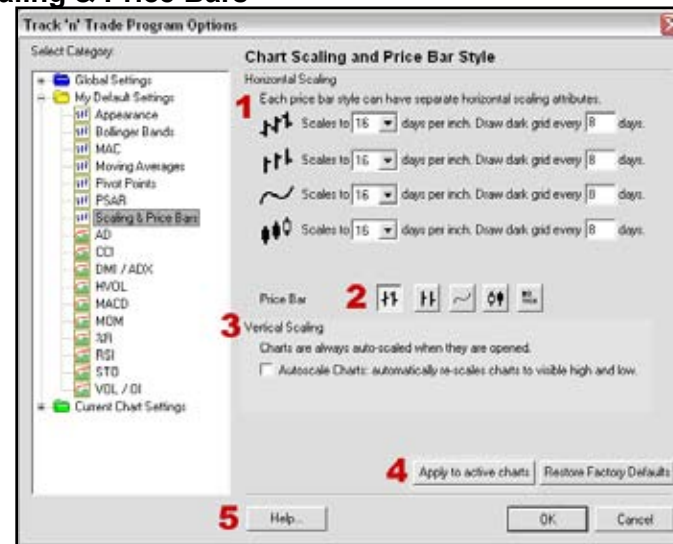 aling & Price Bars
Track 'n' Trade Program Options
Select Category:
Global Settings
My Default Settings
Appearance
Bollinger Bands
MAC
Moving Averages
Pivot Points
PSAR
Scaling & Price Bars
AD
CCI
DMI / ADX
HVOL
MACD
MOM
%R
RSI
STO
VOL / OI
Current Chart Settings
Chart Scaling and Price Bar Style
Horizontal Scaling
1 Each price bar style can have separate horizontal scaling attributes.
Scales to 16 days per inch. Draw dark grid every 8 days.
Scales to 16 days per inch. Draw dark grid every 8 days.
Scales to 16 days per inch. Draw dark grid every 8 days.
Scales to 16 days per inch. Draw dark grid every 8 days.
Price Bar 2
3 Vertical Scaling
Charts are always auto-scaled when they are opened.
Autoscale Charts: automatically re-scales charts to visible high and low.
4 Apply to active charts Restore Factory Defaults
5 Help... OK Cancel